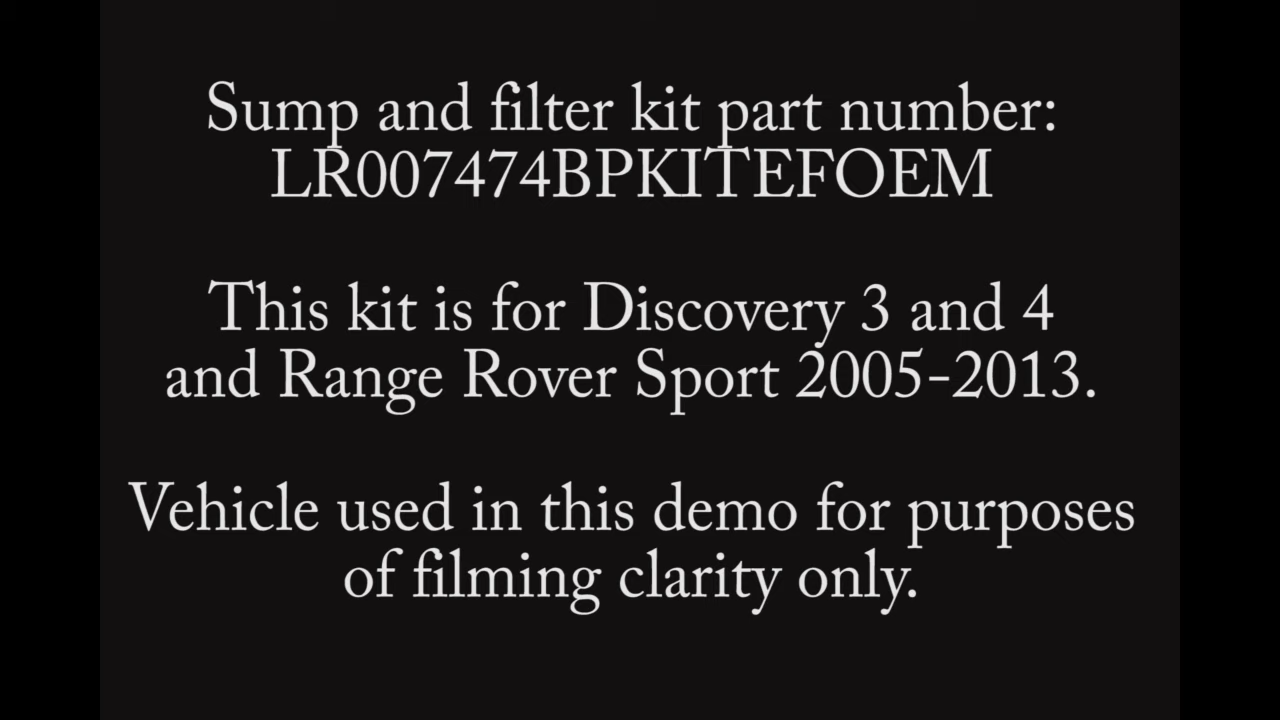 Sump and filter kit part number:
LR007474BPKITEFOEM
This kit is for Discovery 3 and 4
and Range Rover Sport 2005-2013.
Vehicle used in this demo for purposes
of filming clarity only.